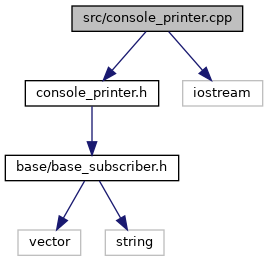 src/console_printer.cpp
console_printer.h
iostream
base/base_subscriber.h
vector
string